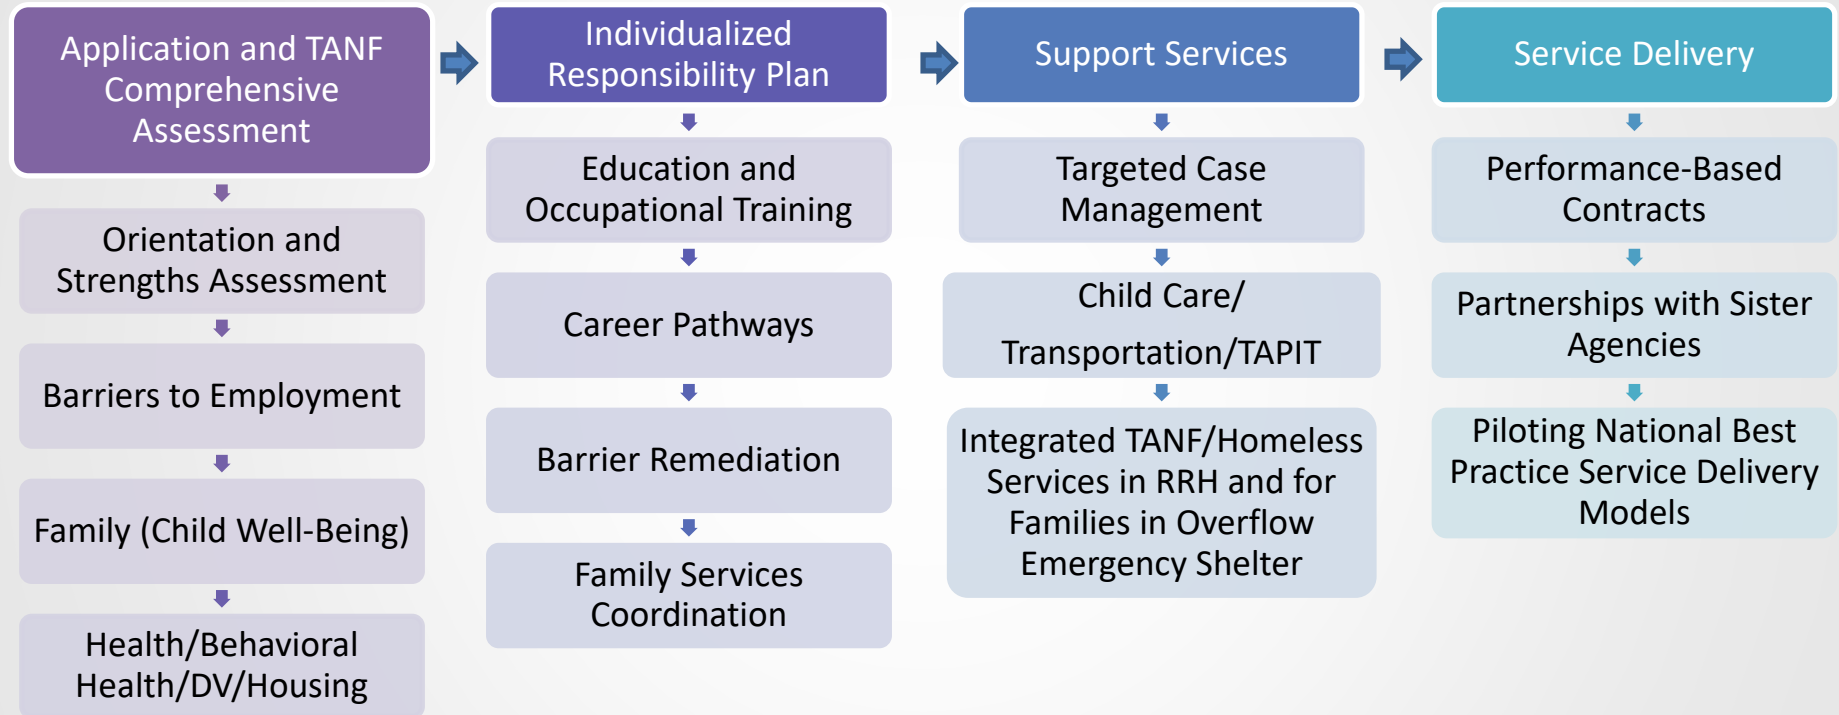 Application and TANF
Comprehensive
Assessment
Orientation and
Strengths Assessment
Barriers to Employment
Family (Child Well-Being)
Health/Behavioral
Health/DV/Housing
Individualized
Responsibility Plan
Education and
Occupational Training
Career Pathways
Barrier Remediation
Family Services
Coordination
Support Services
Targeted Case
Management
Child Care/
Transportation/TAPIT
Integrated TANF/Homeless
Services in RRH and for
Families in Overflow
Emergency Shelter
Service Delivery
Performance-Based
Contracts
Partnerships with Sister
Agencies
Piloting National Best
Practice Service Delivery
Models